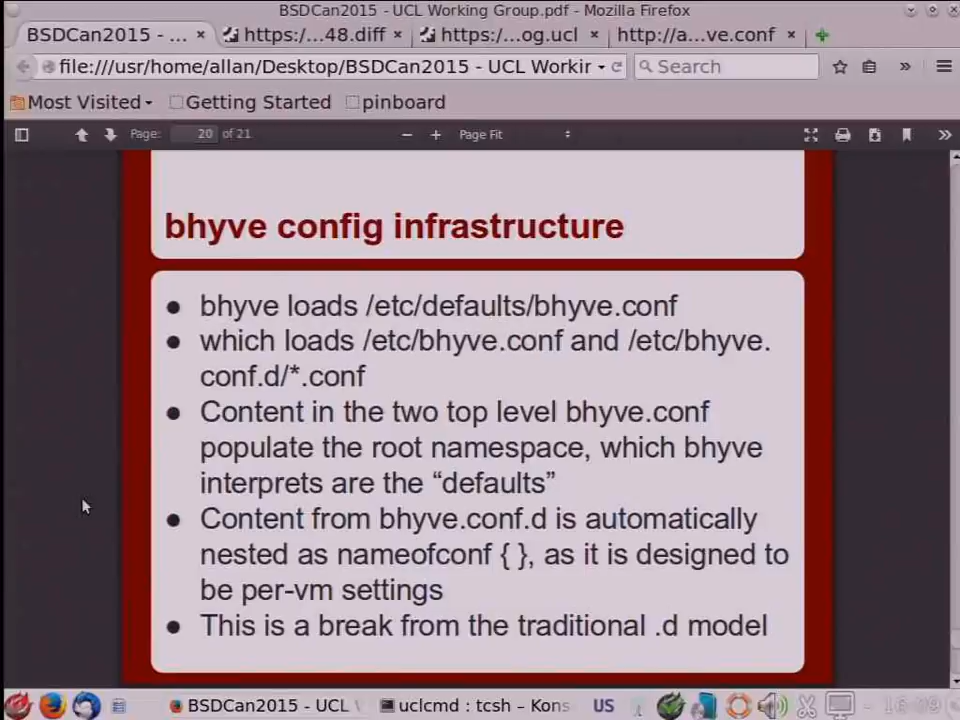 BSDCan2015 - UCL Working Group.pdf - Mozilla Firefox
BSDCan2015 - ... × https:/...48.diff × https:/...og.ucl × http://a...ve.conf ×
file:///usr/home/allan/Desktop/BSDCan2015 - UCL Workir Search
Most Visited Getting Started pinboard
Page: 20 of 21 Page Fit
bhyve config infrastructure
● bhyve loads /etc/defaults/bhyve.conf
● which loads /etc/bhyve.conf and /etc/bhyve.
conf.d/*.conf
● Content in the two top level bhyve.conf
populate the root namespace, which bhyve
interprets are the “defaults”
● Content from bhyve.conf.d is automatically
nested as nameofconf { }, as it is designed to
be per-vm settings
● This is a break from the traditional .d model
BSDCan2015 - UCL uclcmd : tcsh – Kons US